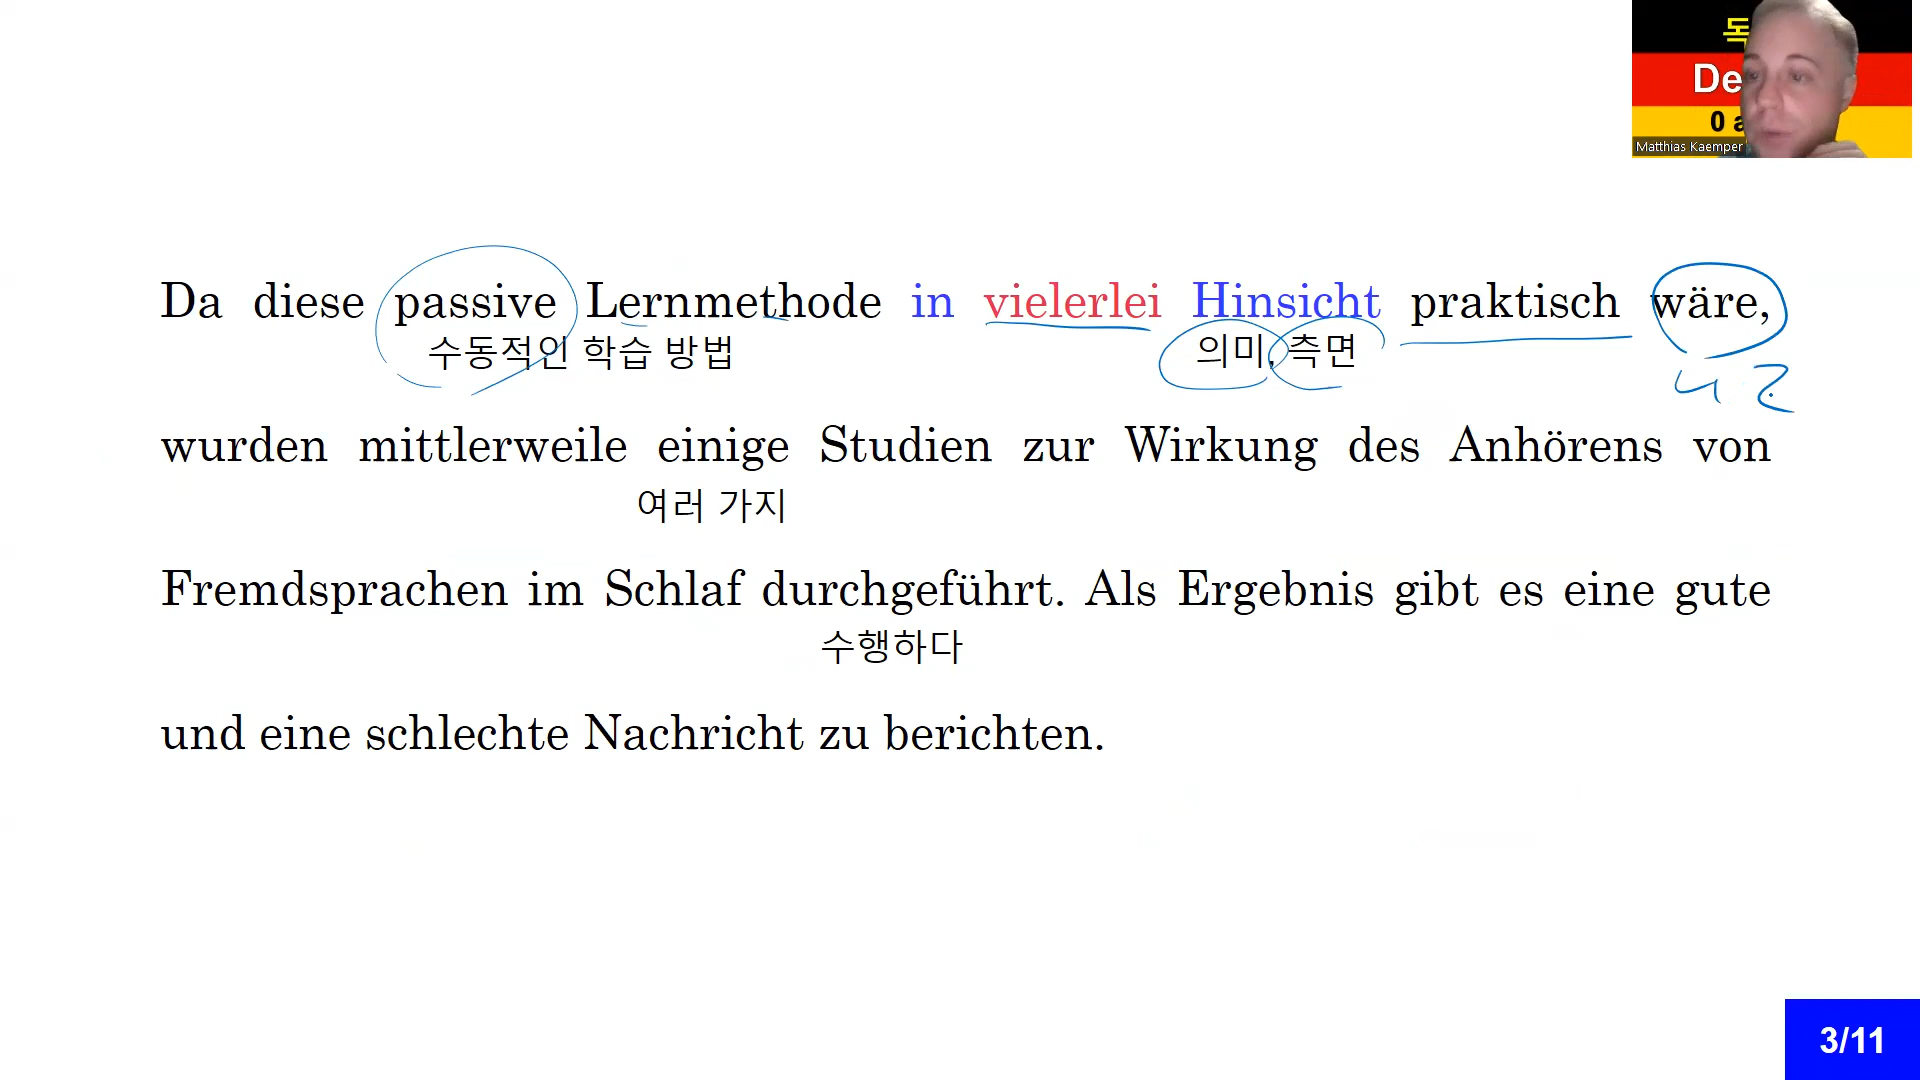 독
De
0 a
Matthias Kaemper
Da diese passive Lernmethode in vielerlei Hinsicht praktisch wäre,
수동적인 학습 방법 의미, 측면
wurden mittlerweile einige Studien zur Wirkung des Anhörens von
여러 가지
Fremdsprachen im Schlaf durchgeführt. Als Ergebnis gibt es eine gute
수행하다
und eine schlechte Nachricht zu berichten.
3/11